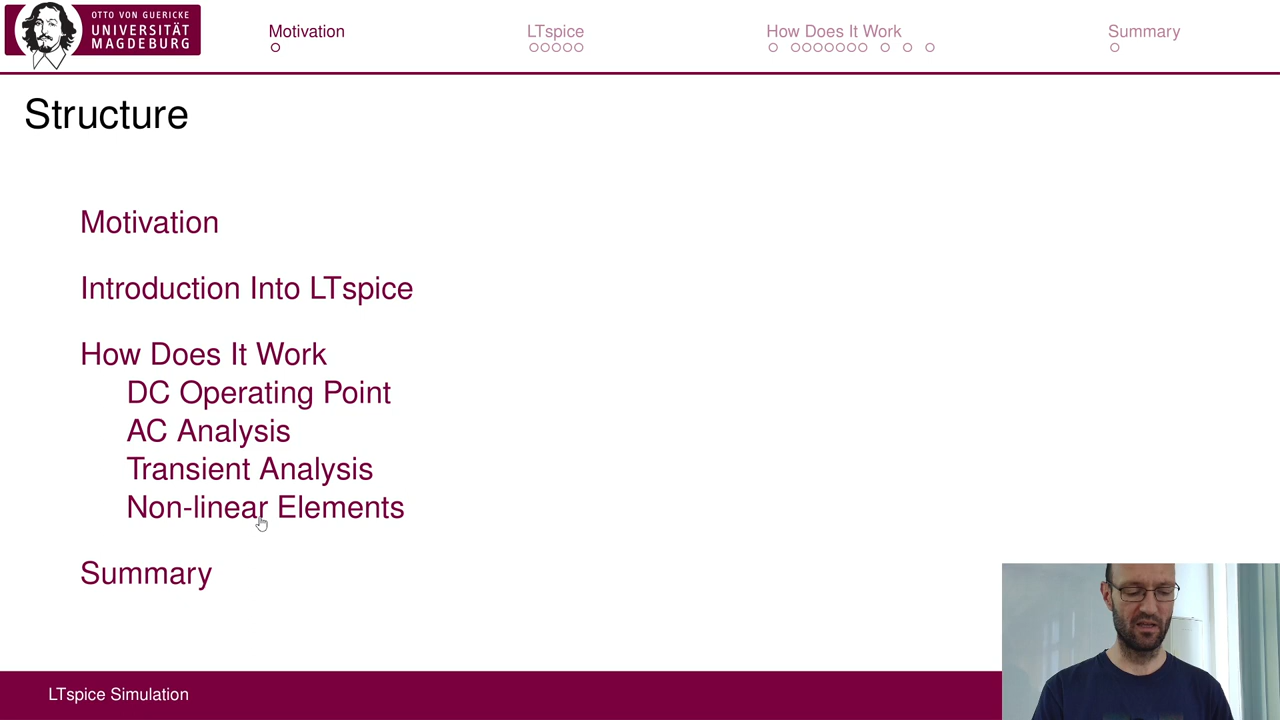 OTTO VON GUERICKE
UNIVERSITÄT
MAGDEBURG
Motivation
LTspice
How Does It Work
Summary
Structure
Motivation
Introduction Into LTspice
How Does It Work
DC Operating Point
AC Analysis
Transient Analysis
Non-linear Elements
Summary
LTspice Simulation